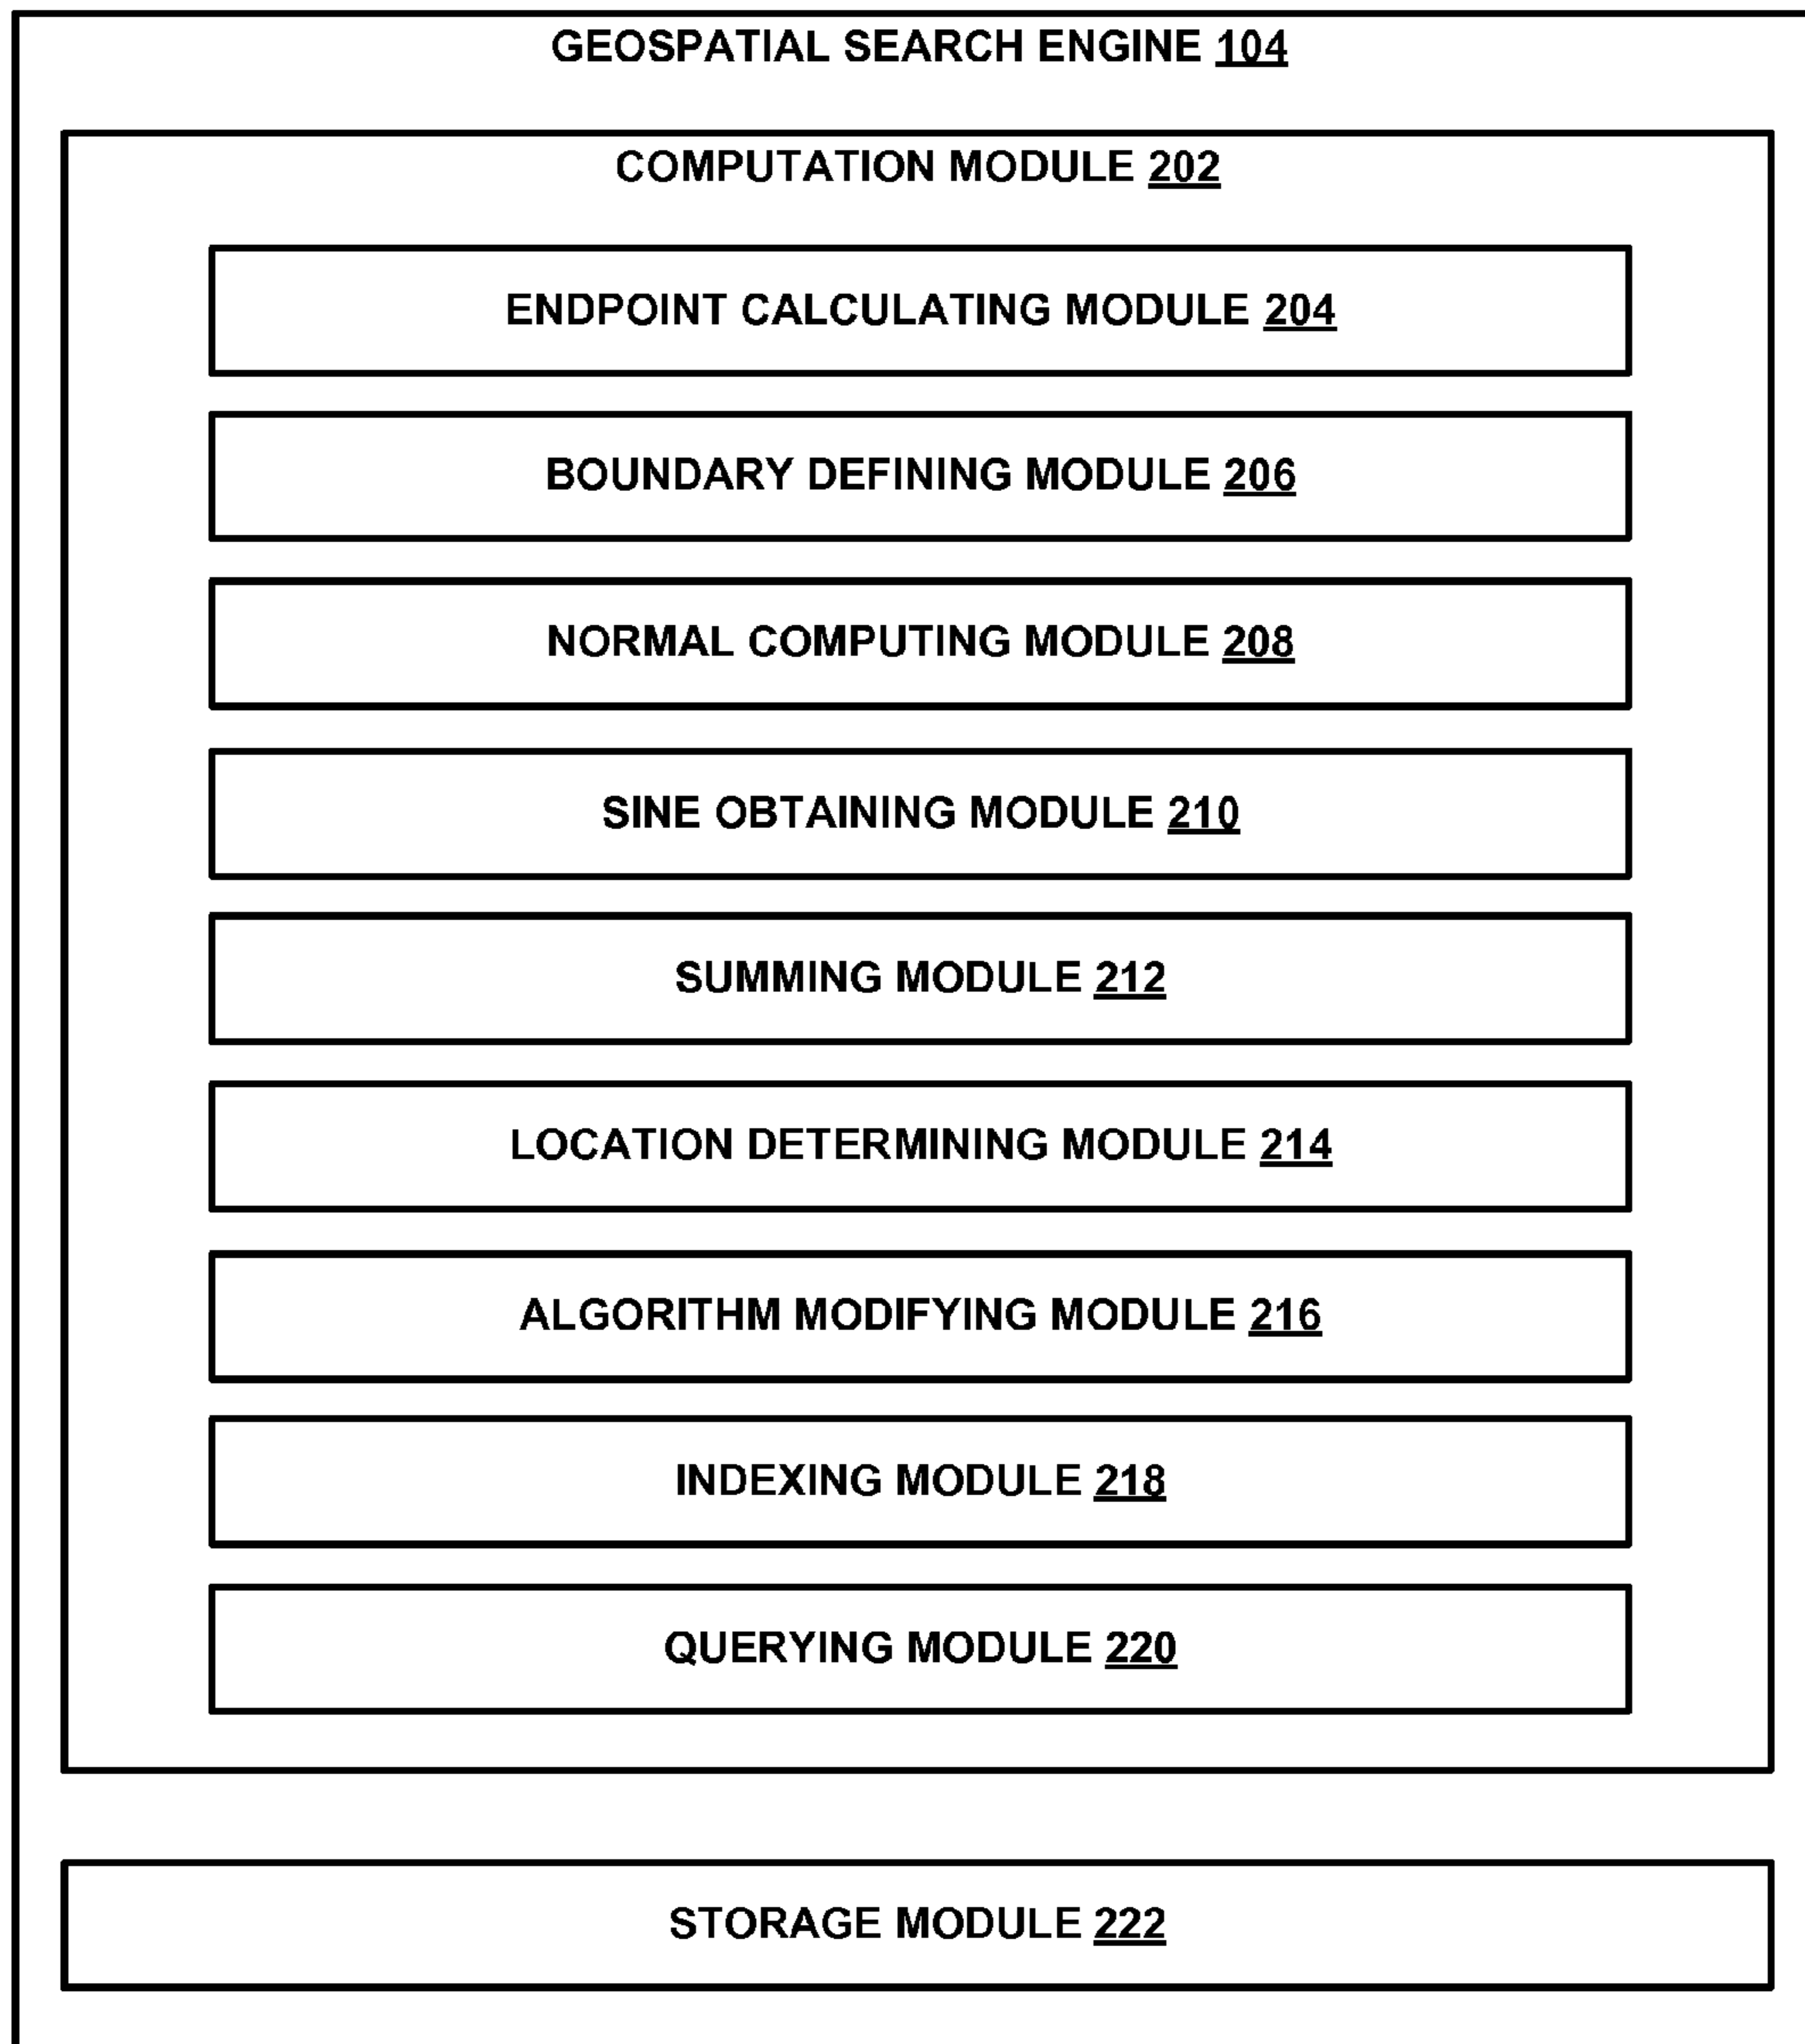 GEOSPATIAL SEARCH ENGINE 104
COMPUTATION MODULE 202
ENDPOINT CALCULATING MODULE 204
BOUNDARY DEFINING MODULE 206
NORMAL COMPUTING MODULE 208
SINE OBTAINING MODULE 210
SUMMING MODULE 212
LOCATION DETERMINING MODULE 214
ALGORITHM MODIFYING MODULE 216
INDEXING MODULE 218
QUERYING MODULE 220
STORAGE MODULE 222